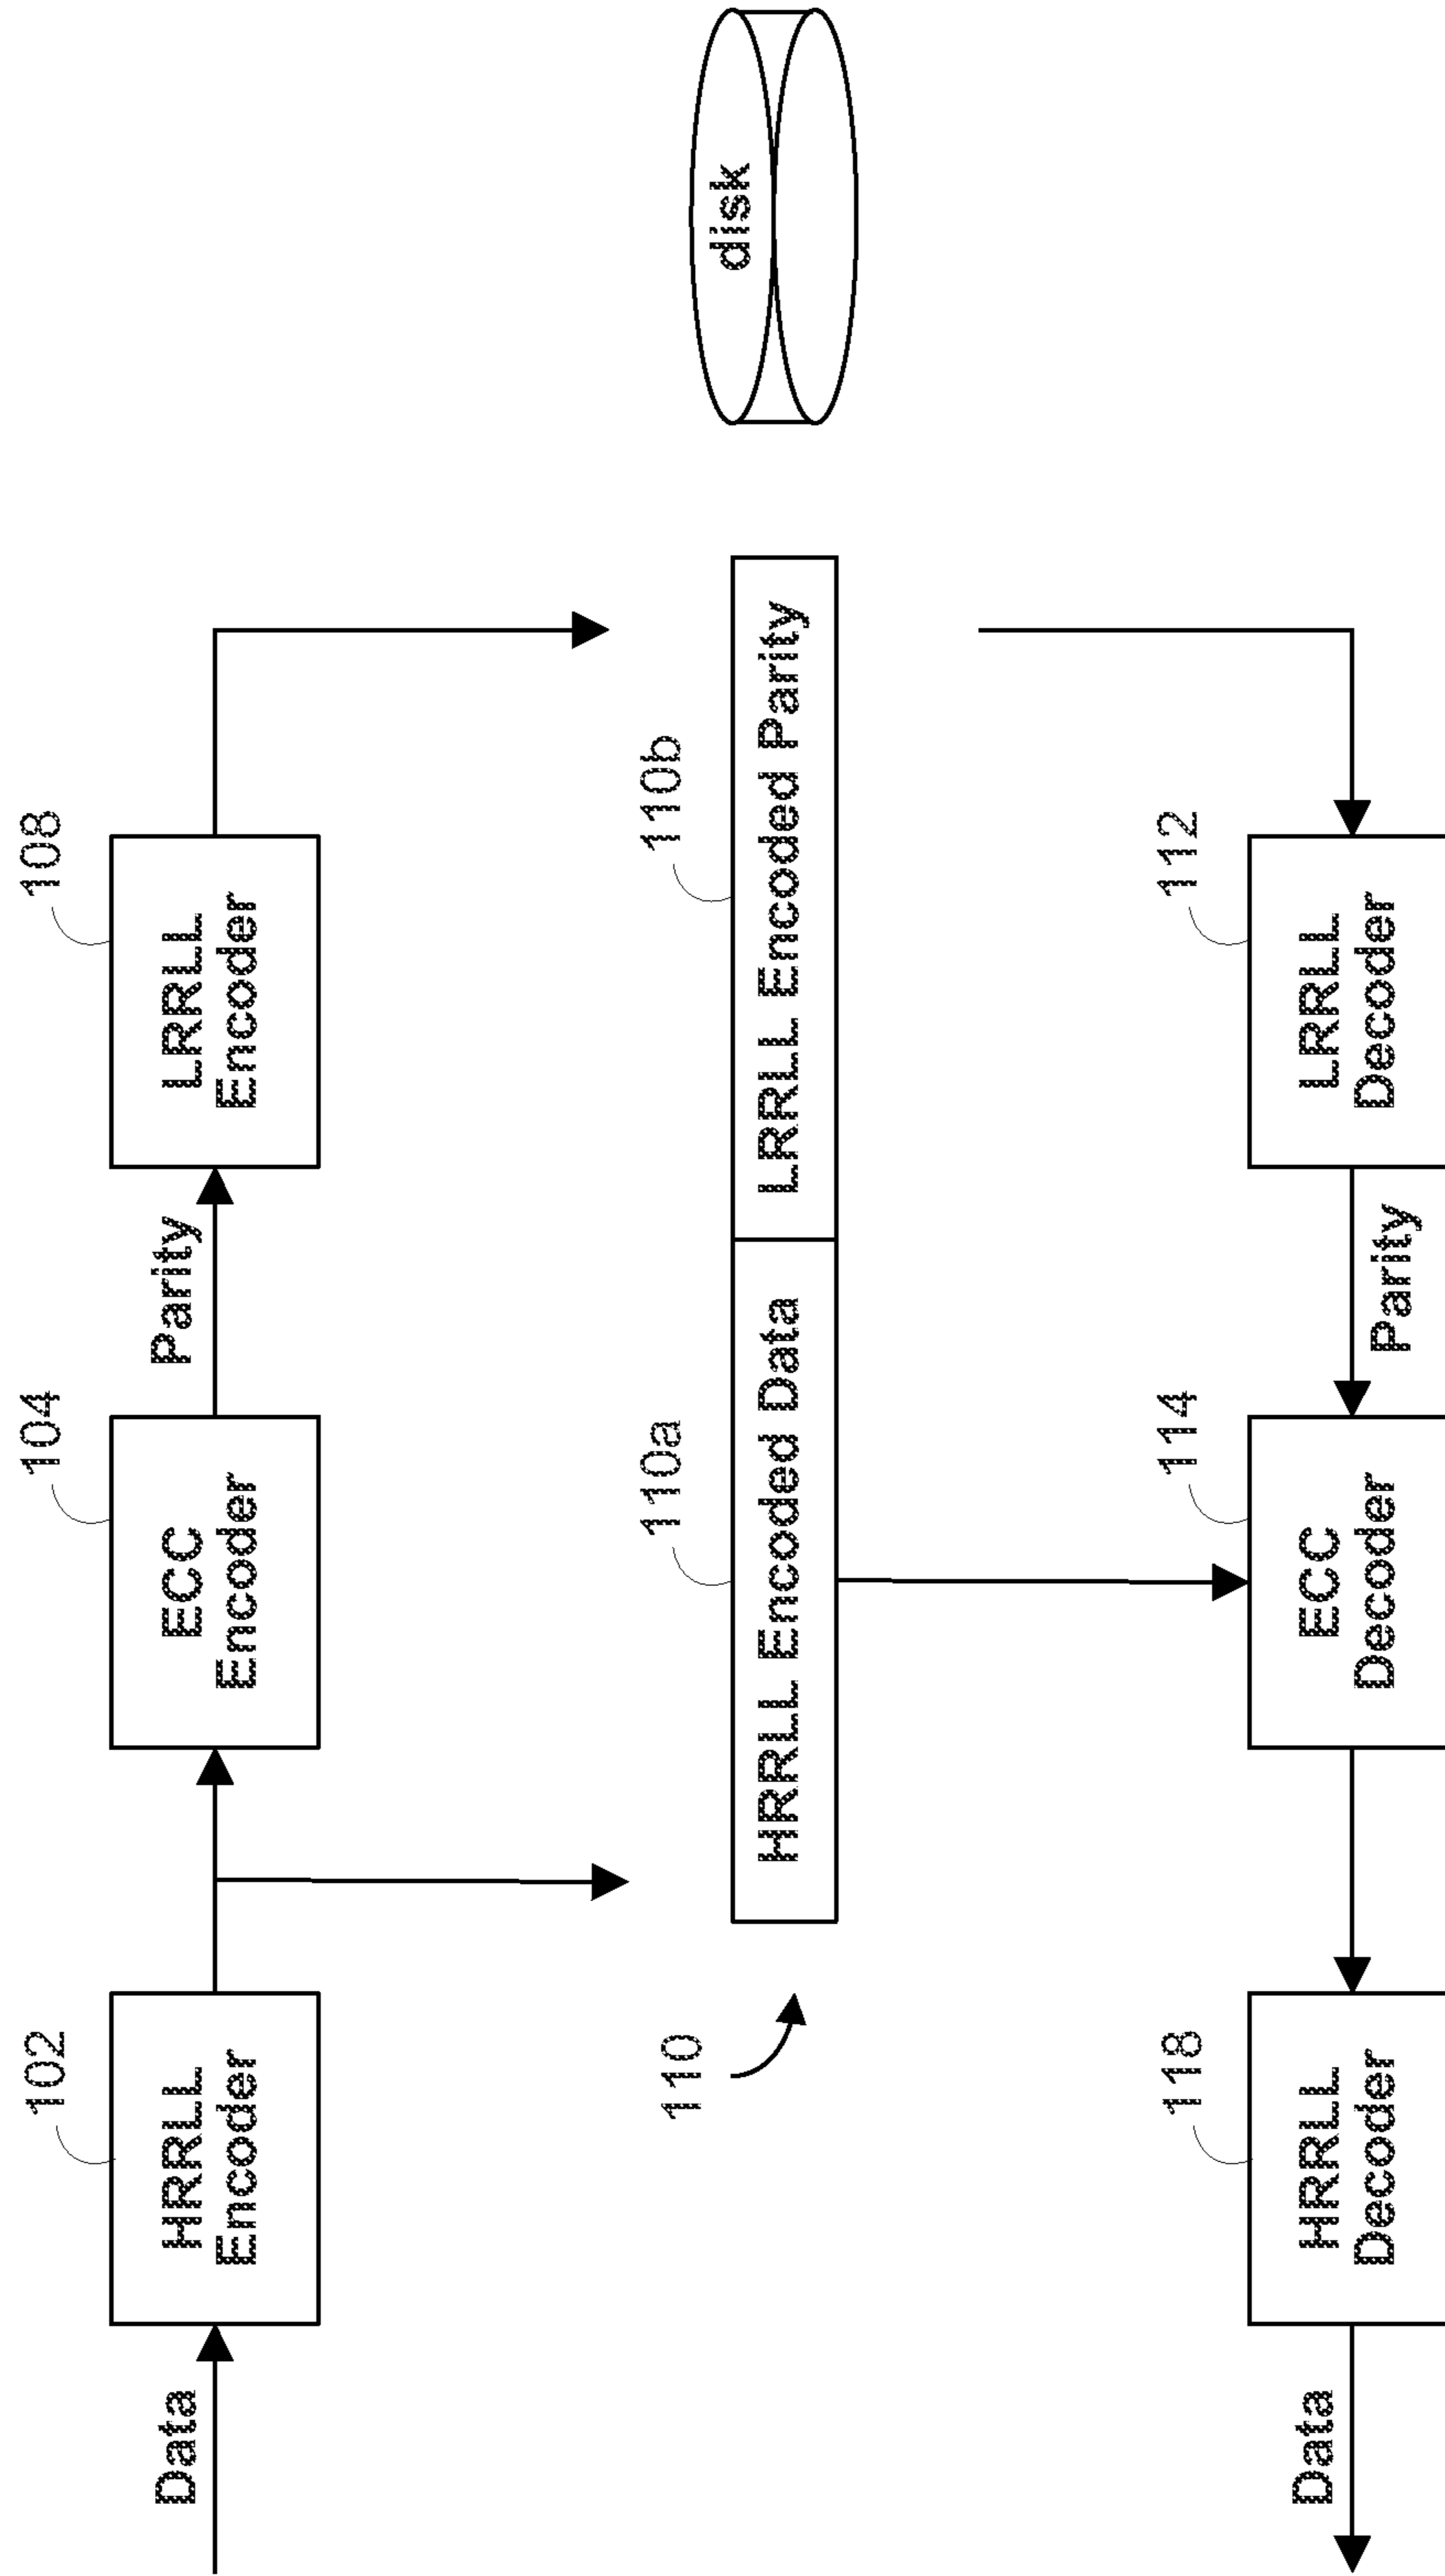 102
104
108
Data
HRRLL
Encoder
ECC
Encoder
Parity
LRRLL
Encoder
110
110a
110b
HRRLL Encoded Data
LRRLL Encoded Parity
disk
118
114
112
Data
HRRLL
Decoder
ECC
Decoder
Parity
LRRLL
Decoder